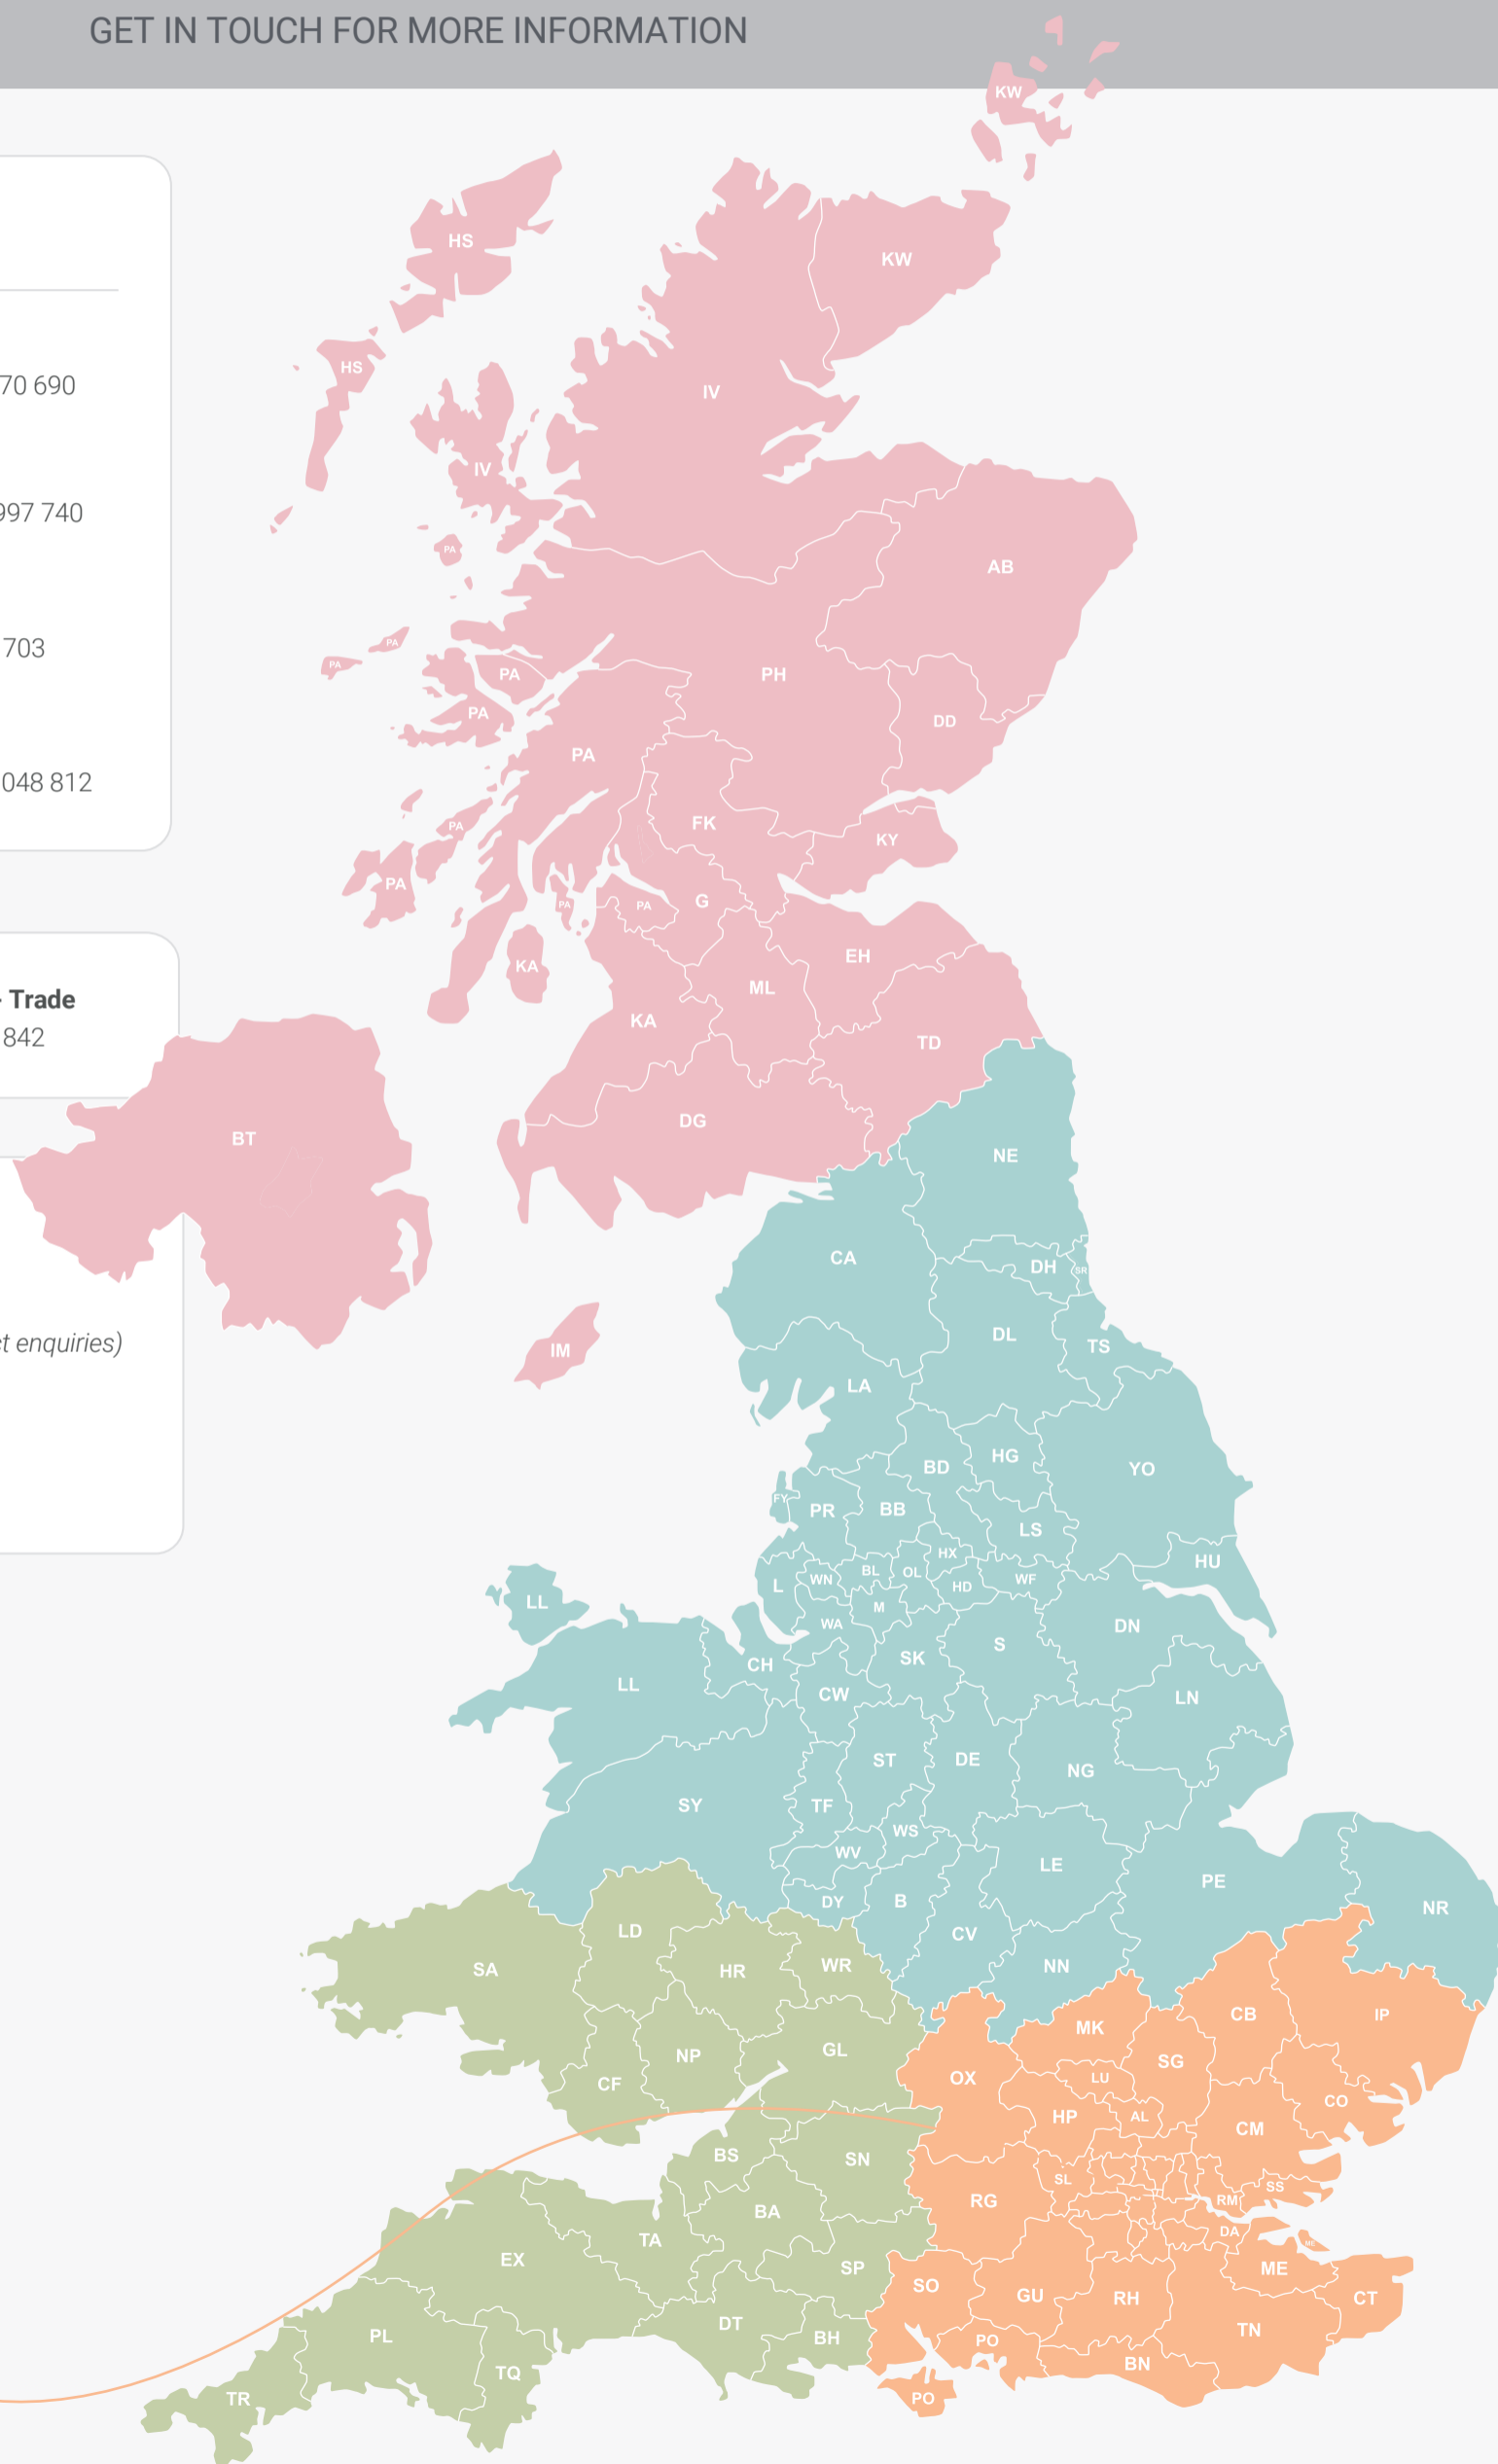 GET IN TOUCH FOR MORE INFORMATION
KW
KW
HS
HS
IV
IV
70 690
997 740
703
048 812
PA
PA
PA
PA
PA
PA
PA
PA
PA
PA
AB
PH
DD
FK
KY
G
EH
ML
KA
KA
TD
DG
Trade
842
BT
IM
t enquiries)
NE
CA
DH
SR
DL
TS
LA
HG
BD
YO
FY
PR
BB
LS
HX
HU
BL
OL
WN
L
HD
WF
M
WA
DN
LL
LL
CH
SK
S
CW
LN
ST
DE
NG
SY
TF
WS
WV
LE
PE
DY
B
CV
NR
LD
SA
HR
WR
NN
CB
IP
MK
NP
GL
SG
OX
LU
CF
HP
AL
CO
CM
BS
SN
SL
SS
RG
RM
BA
DA
TA
ME
EX
SP
ME
SO
GU
RH
CT
DT
BH
PO
TN
PL
BN
TQ
TR
PO